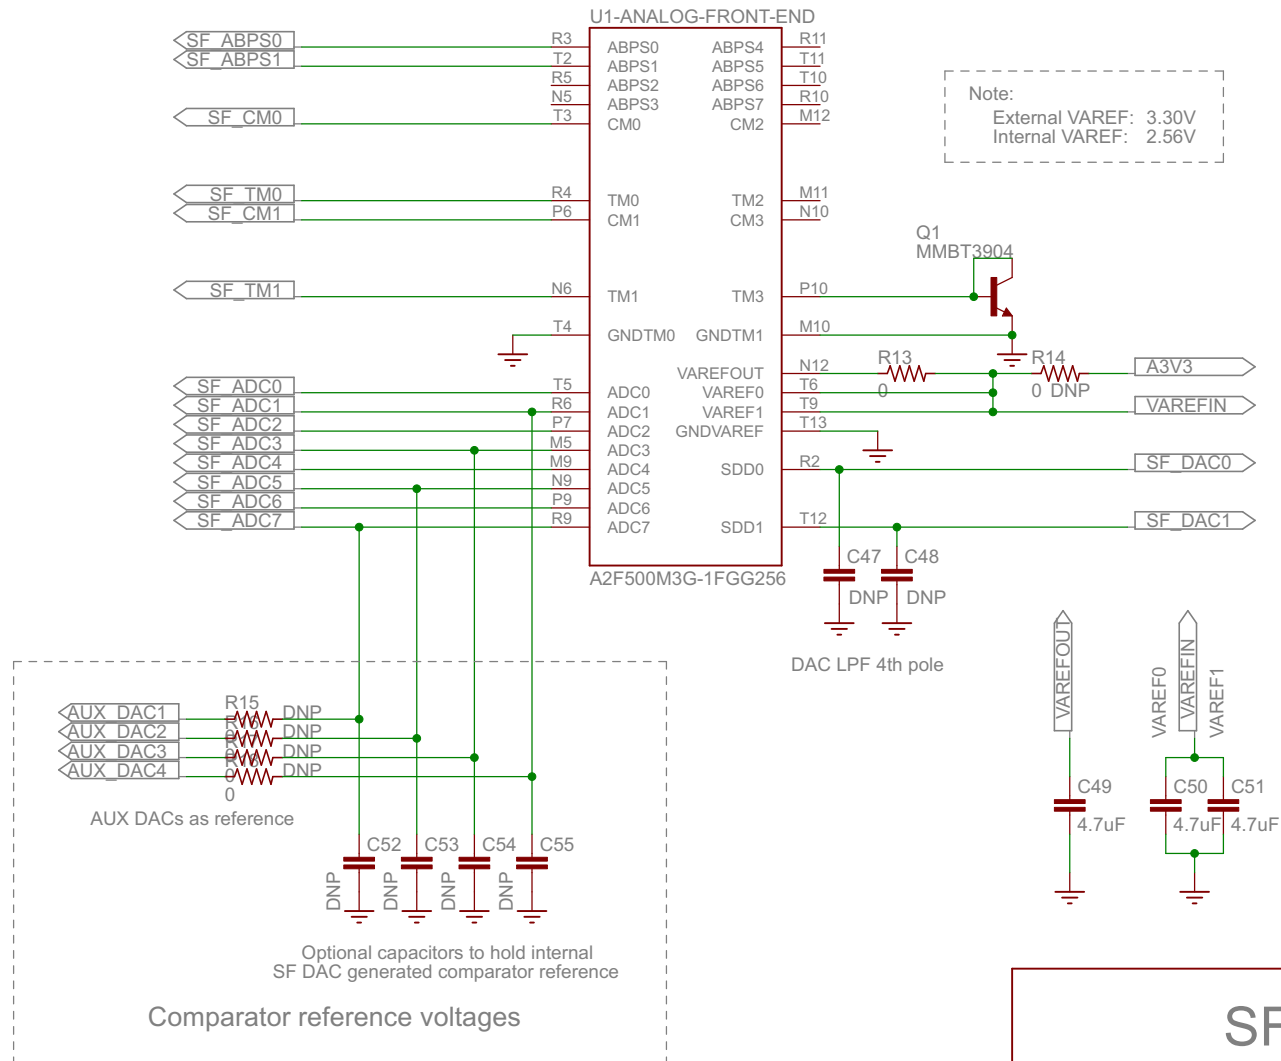 U1-ANALOG-FRONT-END
SF_ABPS0 R3 ABPS0 ABPS4 R11
SF_ABPS1 T2 ABPS1 ABPS5 T11
R5 ABPS2 ABPS6 T10
N5 ABPS3 ABPS7 R10
SF_CM0 T3 CM0 CM2 M12
Note:
External VAREF: 3.30V
Internal VAREF: 2.56V
SF_TM0 R4 TM0 TM2 M11
SF_CM1 P6 CM1 CM3 N10
Q1
MMBT3904
SF_TM1 N6 TM1 TM3 P10
T4 GNDTM0 GNDTM1 M10
R13 R14
VAREFOUT N12 A3V3
SF_ADC0 T5 ADC0 VAREF0 T6 0 0 DNP
SF_ADC1 R6 ADC1 VAREF1 T9 VAREFIN
SF_ADC2 P7 ADC2 GNDVAREF T13
SF_ADC3 M5 ADC3
SF_ADC4 M9 ADC4 SDD0 R2 SF_DAC0
SF_ADC5 N9 ADC5
SF_ADC6 P9 ADC6
SF_ADC7 R9 ADC7 SDD1 T12 SF_DAC1
A2F500M3G-1FGG256
C47 C48
DNP DNP
DAC LPF 4th pole
VAREFOUT
VAREF0
VAREFIN
VAREF1
C49 C50 C51
4.7uF 4.7uF 4.7uF
R15
AUX_DAC1 DNP
AUX_DAC2 DNP
AUX_DAC3 DNP
AUX_DAC4 DNP
0
AUX DACs as reference
C52 C53 C54 C55
DNP DNP DNP DNP
Optional capacitors to hold internal
SF DAC generated comparator reference
Comparator reference voltages
SF